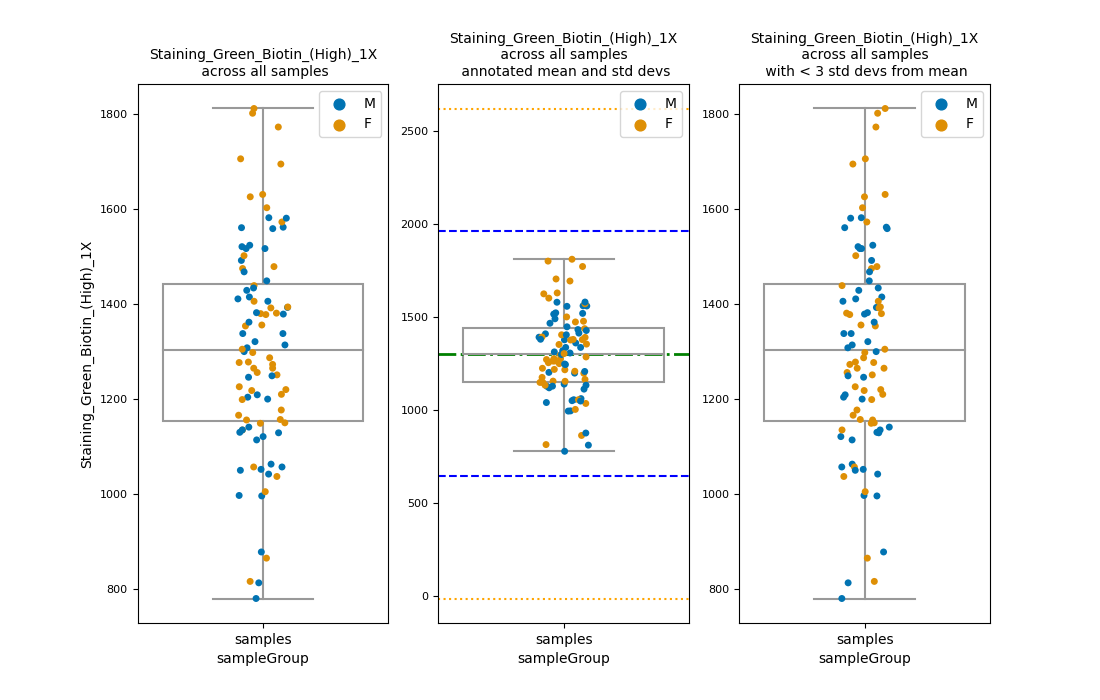 Staining_Green_Biotin_(High)_1X
across all samples
Staining_Green_Biotin_(High)_1X
1800
1600
1400
1200
1000
800
M
F
samples
sampleGroup
Staining_Green_Biotin_(High)_1X
across all samples
annotated mean and std devs
2500
2000
1500
1000
500
0
M
F
samples
sampleGroup
Staining_Green_Biotin_(High)_1X
across all samples
with < 3 std devs from mean
1800
1600
1400
1200
1000
800
M
F
samples
sampleGroup